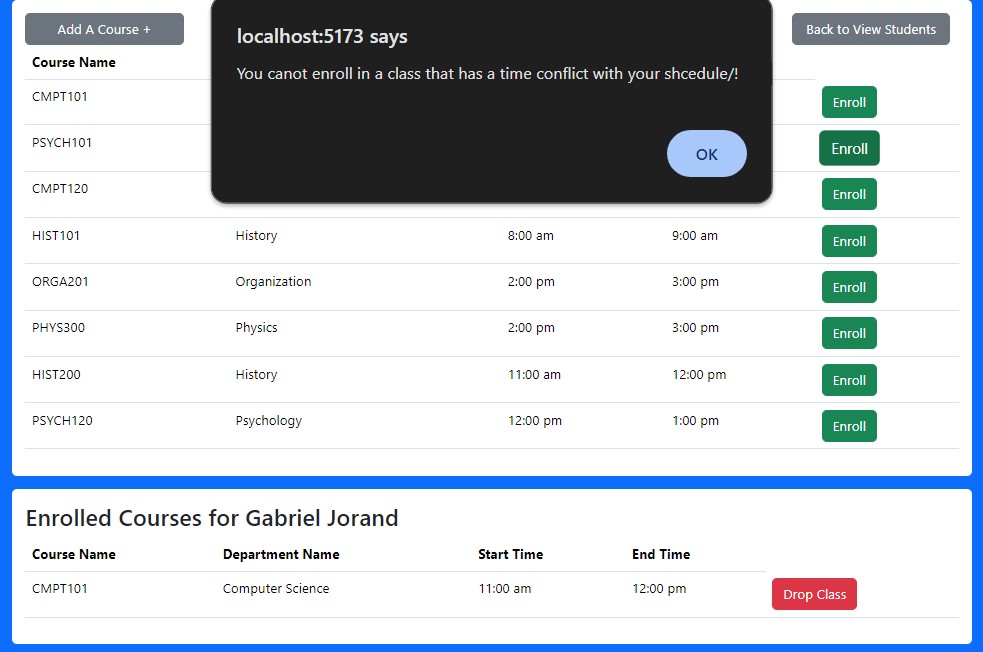 Add A Course +
localhost:5173 says
Back to View Students
Course Name
You canot enroll in a class that has a time conflict with your shcedule/!
CMPT101 Enroll
PSYCH101 Enroll
OK
CMPT120 Enroll
HIST101 History 8:00 am 9:00 am Enroll
ORGA201 Organization 2:00 pm 3:00 pm Enroll
PHYS300 Physics 2:00 pm 3:00 pm Enroll
HIST200 History 11:00 am 12:00 pm Enroll
PSYCH120 Psychology 12:00 pm 1:00 pm Enroll
Enrolled Courses for Gabriel Jorand
Course Name Department Name Start Time End Time
CMPT101 Computer Science 11:00 am 12:00 pm Drop Class